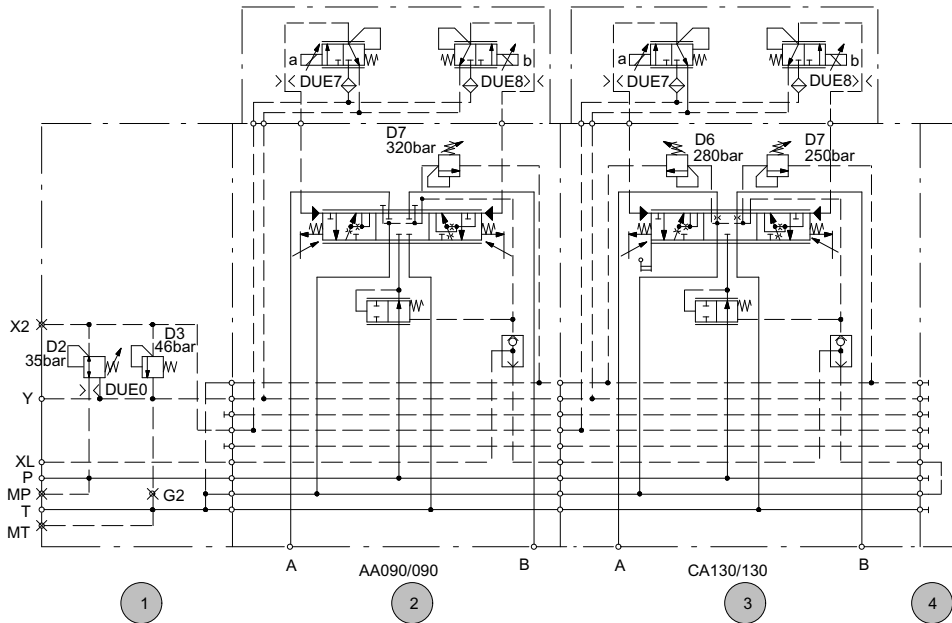 a DUE7 DUE8 b
a DUE7 DUE8 b
D7
320bar
D6
280bar
D7
250bar
X2
D2
35bar
D3
46bar
DUE0
Y
XL
P
MP
G2
T
MT
A AA090/090 B
A CA130/130 B
1 2 3 4